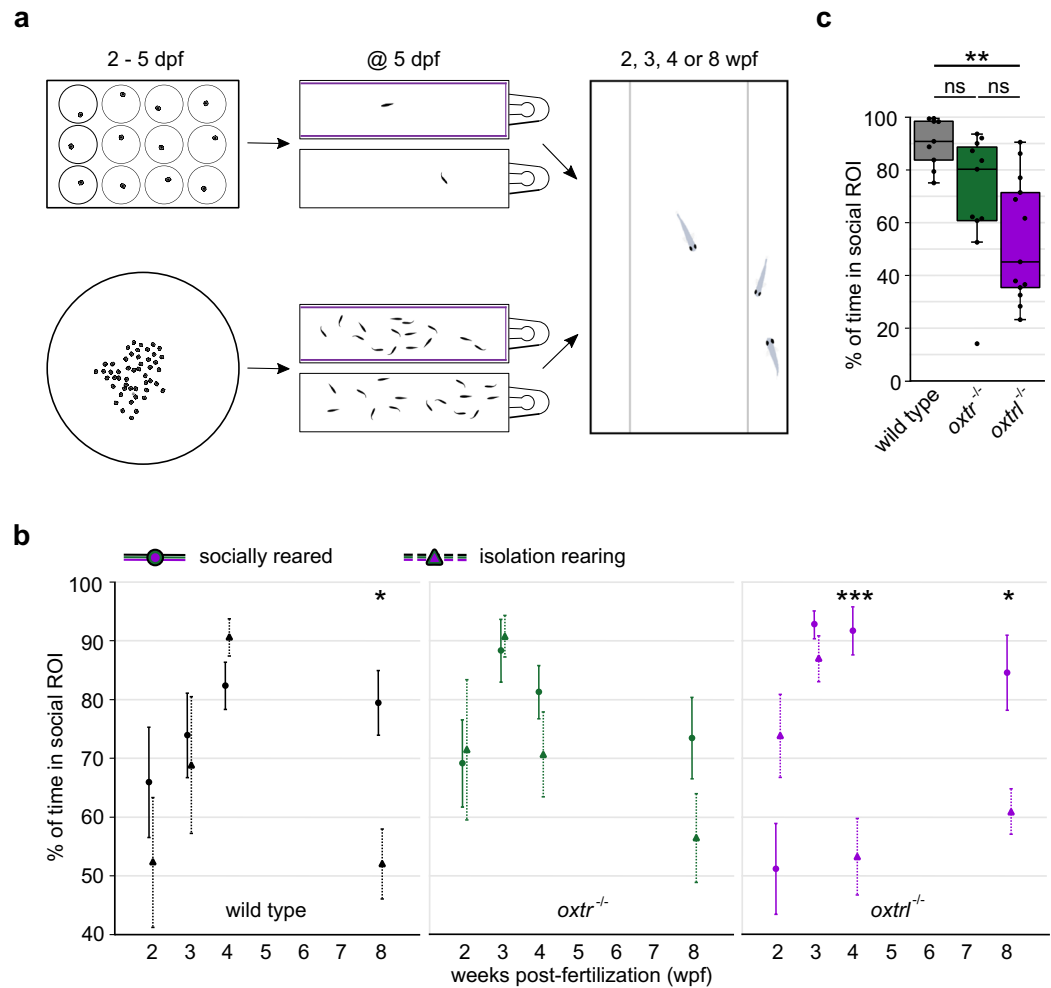 a
2 - 5 dpf
@ 5 dpf
2, 3, 4 or 8 wpf
c
**
ns ns
100
80
60
40
20
0
% of time in social ROI
wild type
oxtr -/-
oxtrl -/-
b
socially reared
isolation rearing
100
90
80
70
60
50
40
% of time in social ROI
*
*** *
wild type
oxtr -/-
oxtrl -/-
2 3 4 5 6 7 8
2 3 4 5 6 7 8
2 3 4 5 6 7 8
weeks post-fertilization (wpf)